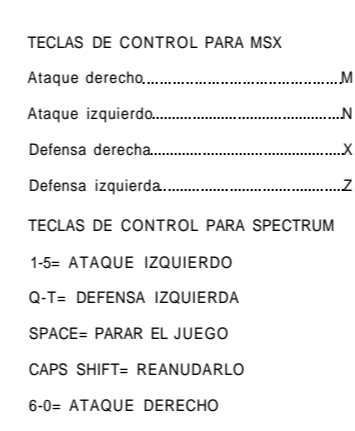 TECLAS DE CONTROL PARA MSX
Ataque derecho..................................................M
Ataque izquierdo................................................N
Defensa derecha.................................................X
Defensa izquierda...............................................Z
TECLAS DE CONTROL PARA SPECTRUM
1-5= ATAQUE IZQUIERDO
Q-T= DEFENSA IZQUIERDA
SPACE= PARAR EL JUEGO
CAPS SHIFT= REANUDARLO
6-0= ATAQUE DERECHO